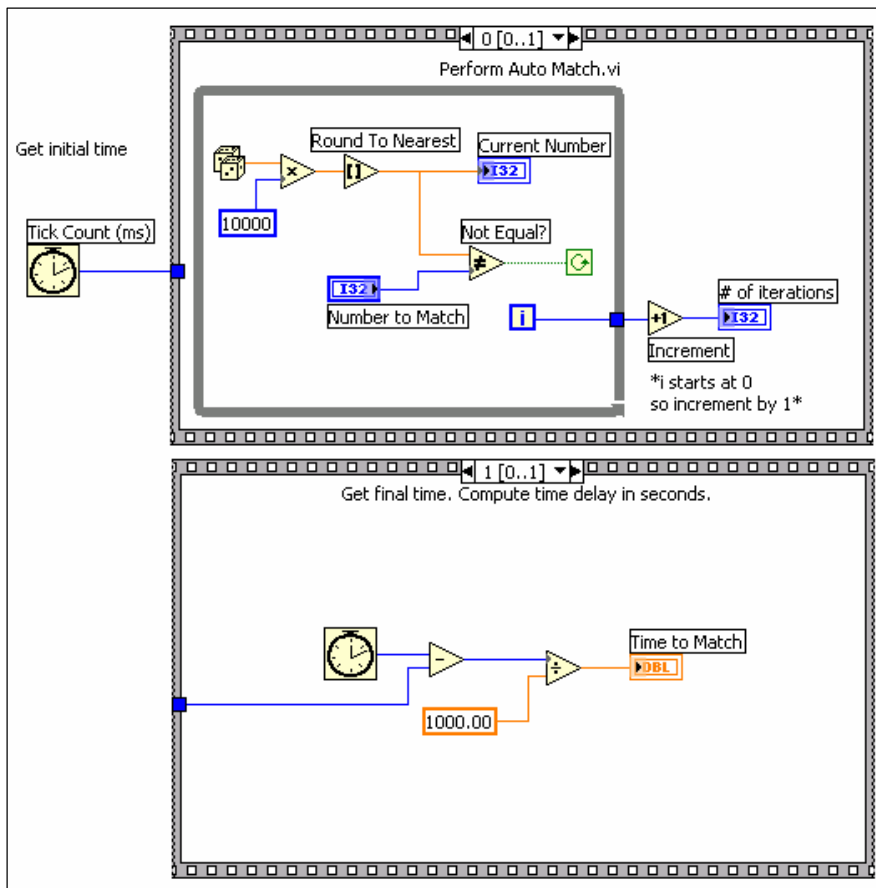 0 [0..1]
Perform Auto Match.vi
Get initial time
Round To Nearest
Current Number
I32
10000
Tick Count (ms)
Not Equal?
I32
Number to Match
i
# of iterations
+1
I32
Increment
*i starts at 0
so increment by 1*
1 [0..1]
Get final time. Compute time delay in seconds.
Time to Match
DBL
1000.00